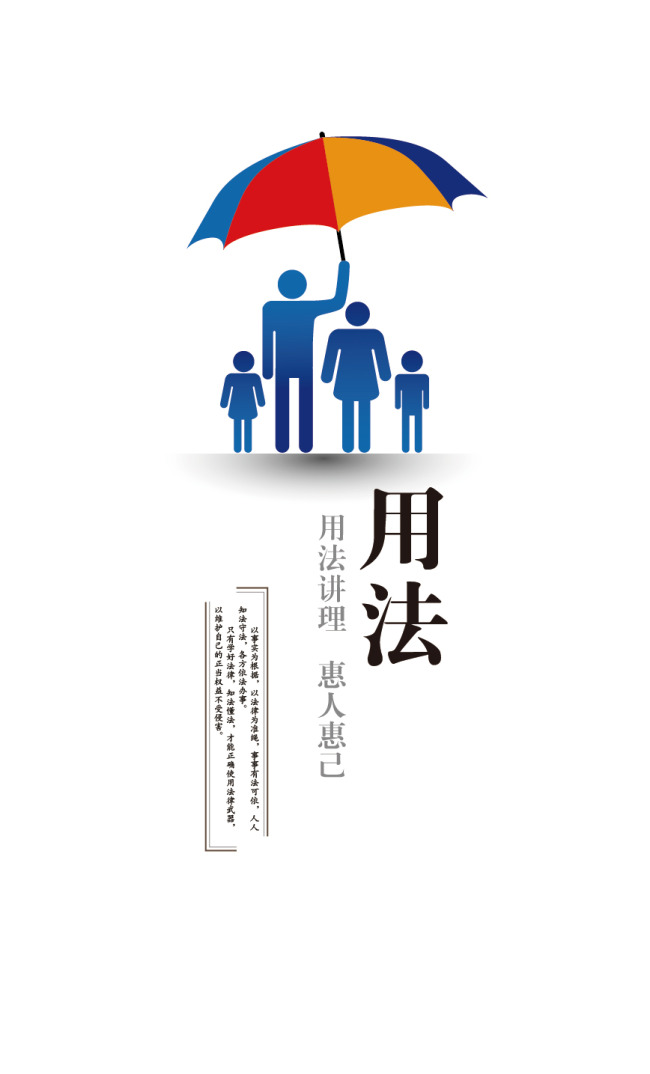 用法
用法讲理 惠人惠己
以事实为根据，以法律为准绳，事事有法可依，人人
知法守法，各方依法办事。
只有学好法律，知法懂法，才能正确使用法律武器，
以维护自己的正当权益不受侵害。